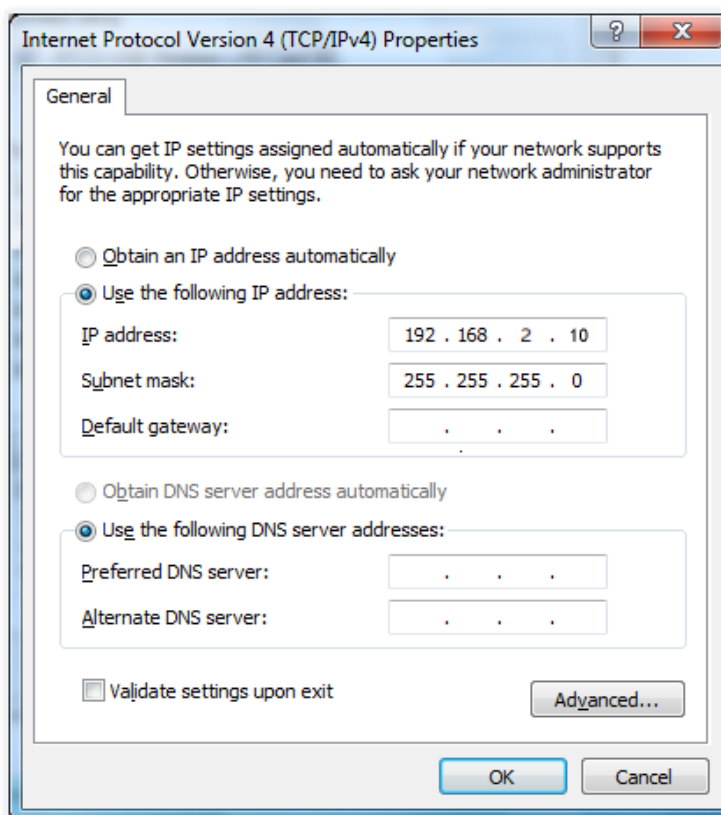 Internet Protocol Version 4 (TCP/IPv4) Properties
?
General
You can get IP settings assigned automatically if your network supports
this capability. Otherwise, you need to ask your network administrator
for the appropriate IP settings.
Obtain an IP address automatically
Use the following IP address:
IP address: 192 . 168 . 2 . 10
Subnet mask: 255 . 255 . 255 . 0
Default gateway: . . .
Obtain DNS server address automatically
Use the following DNS server addresses:
Preferred DNS server: . . .
Alternate DNS server: . . .
Validate settings upon exit
Advanced...
OK Cancel